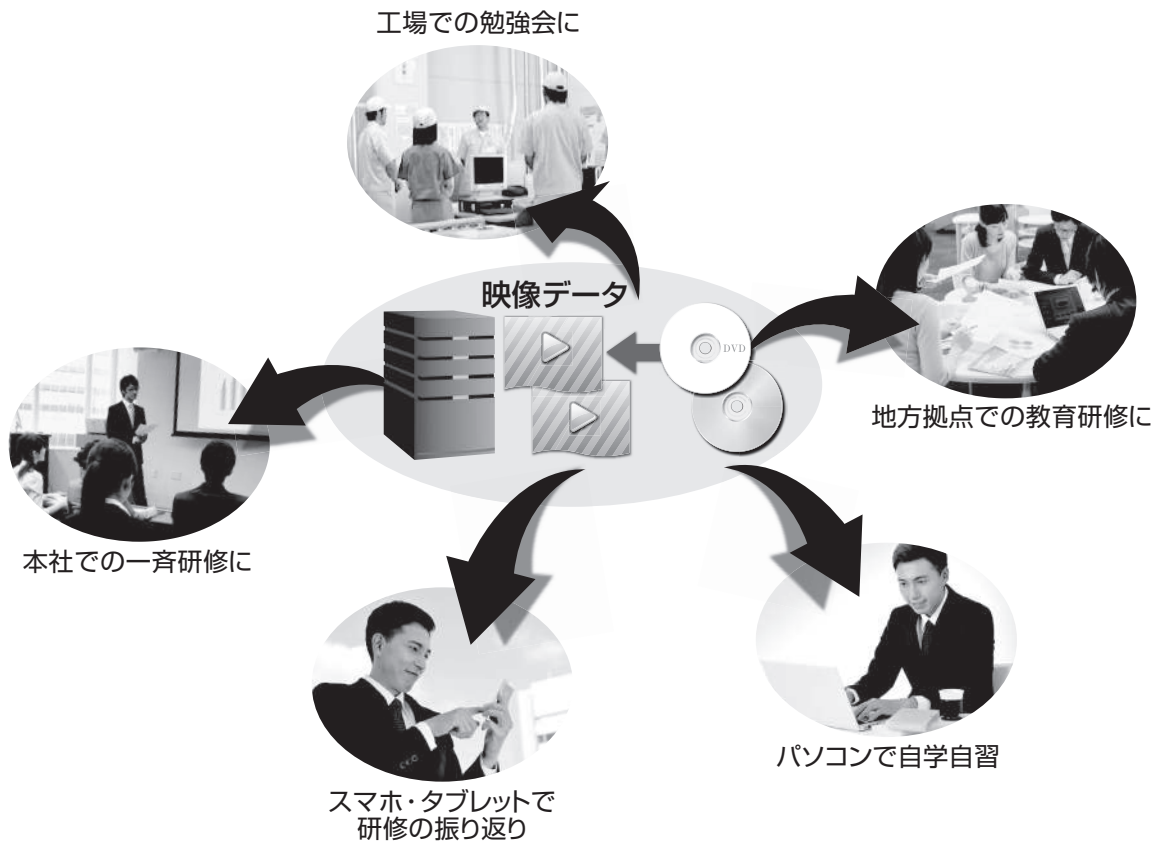 工場での勉強会に
映像データ
DVD
地方拠点での教育研修に
本社での一斉研修に
パソコンで自学自習
スマホ・タブレットで
研修の振り返り